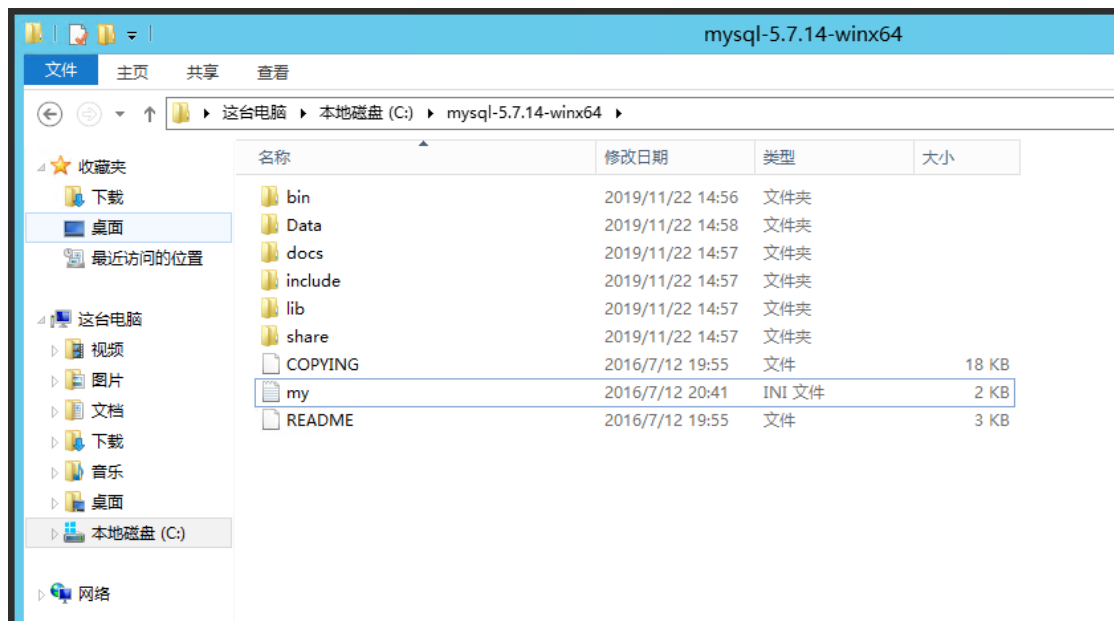 mysql-5.7.14-winx64
文件 主页 共享 查看
这台电脑 本地磁盘 (C:) mysql-5.7.14-winx64
收藏夹
下载
桌面
最近访问的位置
这台电脑
视频
图片
文档
下载
音乐
桌面
本地磁盘 (C:)
网络
名称 修改日期 类型 大小
bin 2019/11/22 14:56 文件夹
Data 2019/11/22 14:58 文件夹
docs 2019/11/22 14:57 文件夹
include 2019/11/22 14:57 文件夹
lib 2019/11/22 14:57 文件夹
share 2019/11/22 14:57 文件夹
COPYING 2016/7/12 19:55 文件 18 KB
my 2016/7/12 20:41 INI 文件 2 KB
README 2016/7/12 19:55 文件 3 KB